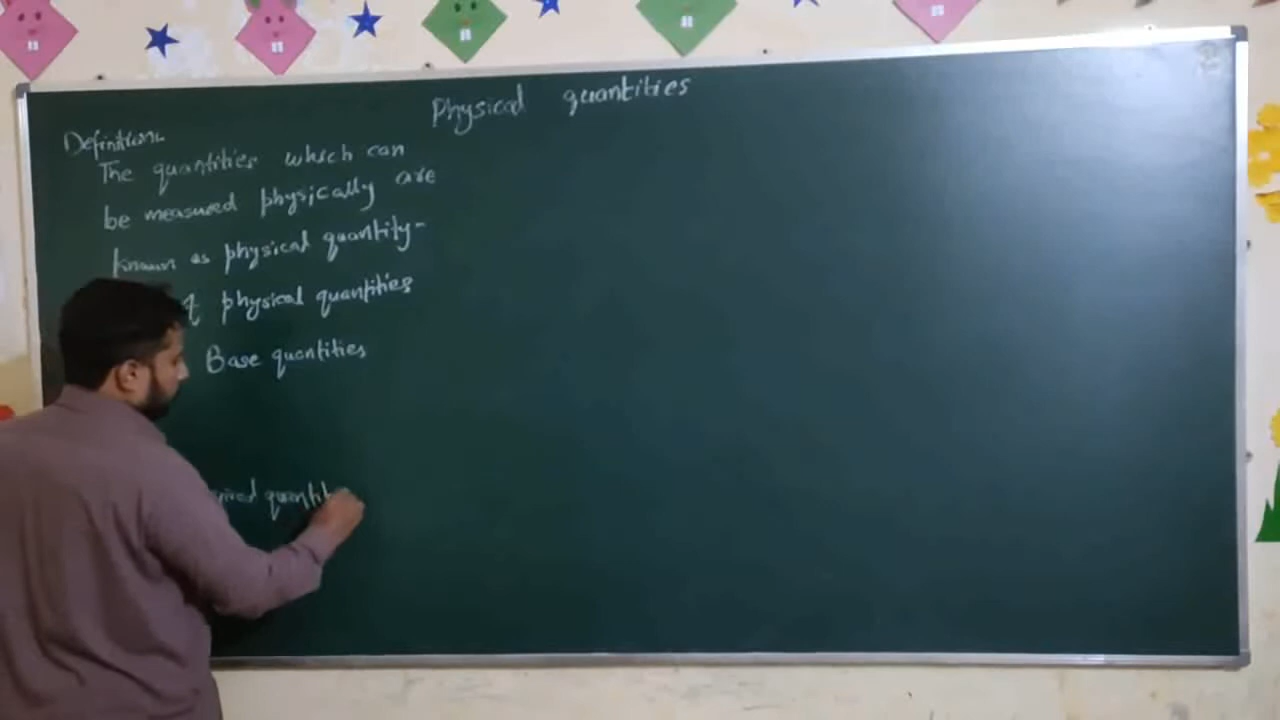 Physical quantities
Definition
The quantities which can
be measured physically are
known as physical quantity-
physical quantities
Base quantities